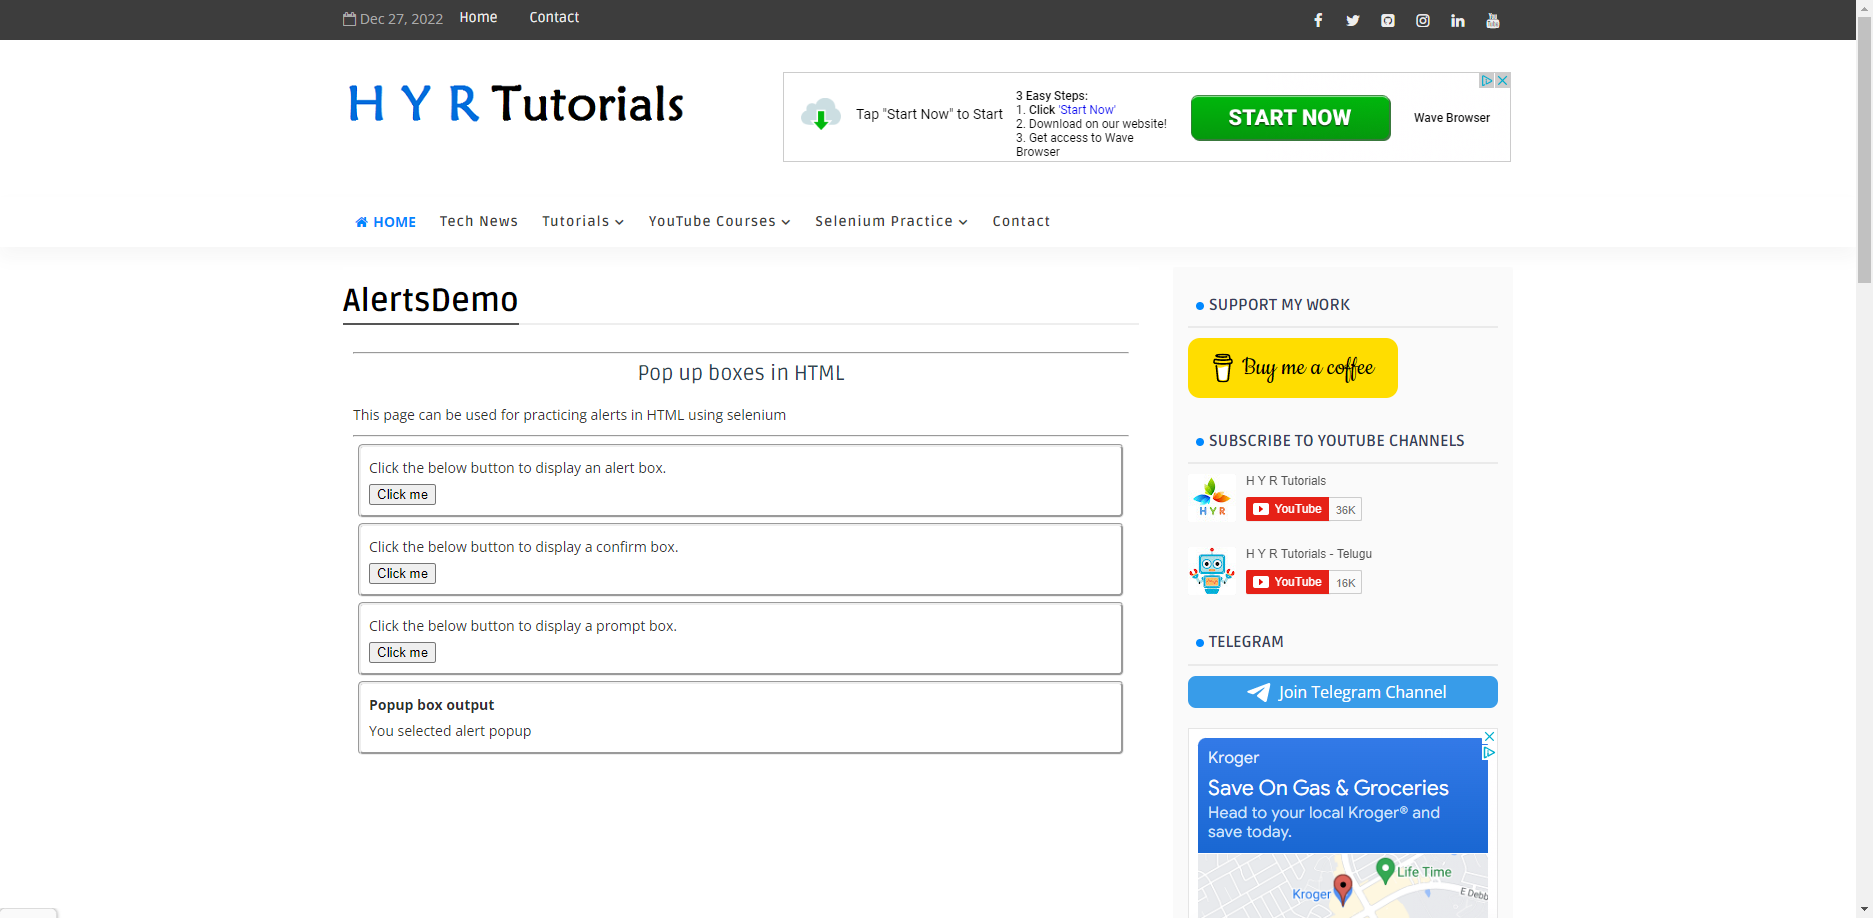 Dec 27, 2022 Home Contact
H Y R Tutorials
Tap "Start Now" to Start
3 Easy Steps:
1. Click 'Start Now'
2. Download on our website!
3. Get access to Wave
Browser
START NOW
Wave Browser
HOME Tech News Tutorials YouTube Courses Selenium Practice Contact
AlertsDemo
Pop up boxes in HTML
This page can be used for practicing alerts in HTML using selenium
Click the below button to display an alert box.
Click me
Click the below button to display a confirm box.
Click me
Click the below button to display a prompt box.
Click me
Popup box output
You selected alert popup
SUPPORT MY WORK
Buy me a coffee
SUBSCRIBE TO YOUTUBE CHANNELS
H Y R
H Y R Tutorials
YouTube 36K
H Y R Tutorials - Telugu
YouTube 16K
TELEGRAM
Join Telegram Channel
Kroger
Save On Gas & Groceries
Head to your local Kroger® and
save today.
Life Time
Kroger
E Debb